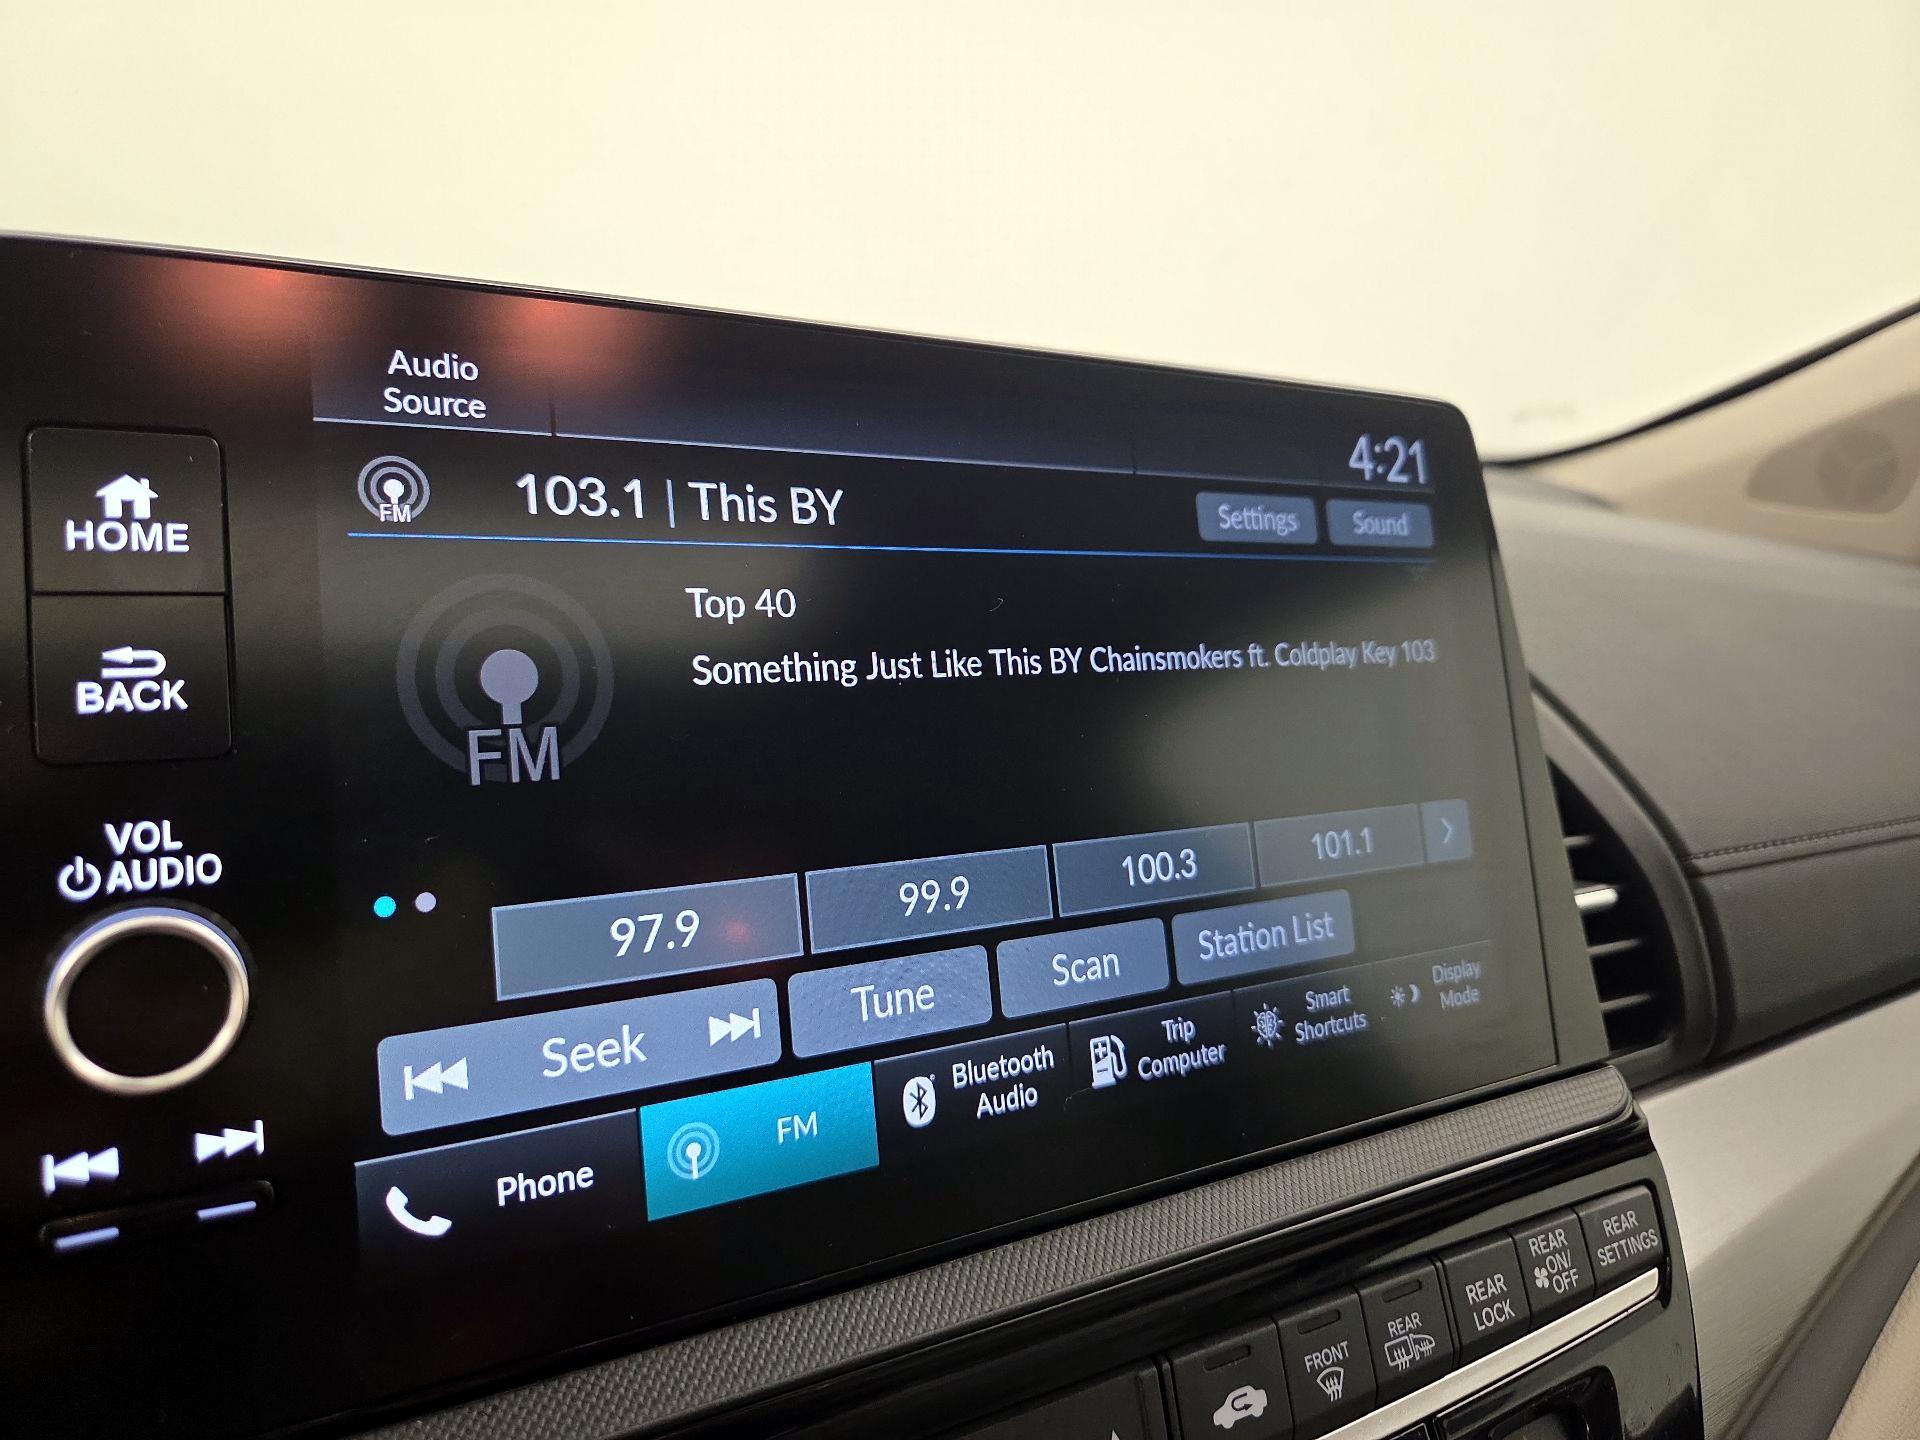 Audio
Source
4:21
HOME
FM
103.1 | This BY
Settings
Sound
Top 40
Something Just Like This BY Chainsmokers ft. Coldplay Key 103
BACK
FM
VOL
AUDIO
97.9
99.9
100.3
101.1
Seek
Tune
Scan
Station List
Phone
FM
Bluetooth
Audio
Trip
Computer
Smart
Shortcuts
Display
Mode
FRONT
REAR
REAR
LOCK
REAR
ON/
OFF
REAR
SETTINGS